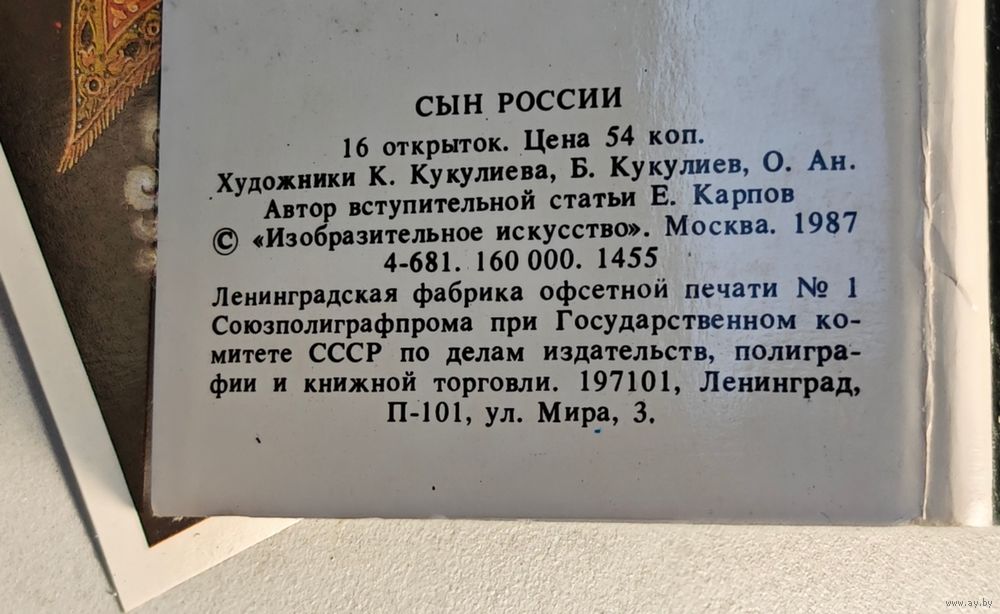 СЫН РОССИИ
16 открыток. Цена 54 коп.
Художники К. Кукулиева, Б. Кукулиев, О. Ан.
Автор вступительной статьи Е. Карпов
© «Изобразительное искусство». Москва. 1987
4-681. 160 000. 1455
Ленинградская фабрика офсетной печати № 1
Союзполиграфпрома при Государственном ко-
митете СССР по делам издательств, полигра-
фии и книжной торговли. 197101, Ленинград,
П-101, ул. Мира, 3.
www.ay.by